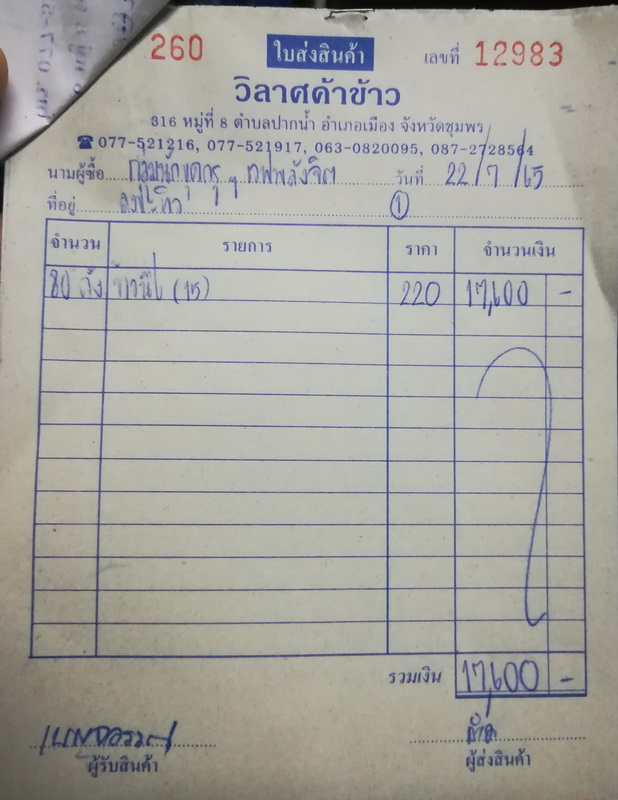 260 ใบส่งสินค้า เลขที่ 12983
วิลาศค้าข้าว
316 หมู่ที่ 8 ตำบลปากน้ำ อำเภอเมือง จังหวัดชุมพร
☎ 077-521216, 077-521917, 063-0820095, 087-2728564
นามผู้ซื้อ วันที่ 22/7/65
ที่อยู่ ①
จำนวน รายการ ราคา จำนวนเงิน
80 (15) 220 17,600 -
รวมเงิน 17,600 -
ผู้รับสินค้า ผู้ส่งสินค้า